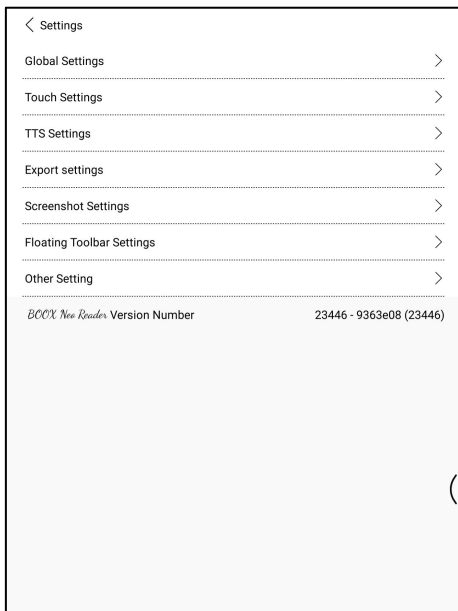 Settings
Global Settings
Touch Settings
TTS Settings
Export settings
Screenshot Settings
Floating Toolbar Settings
Other Setting
BOOX Neo Reader Version Number 23446 - 9363e08 (23446)